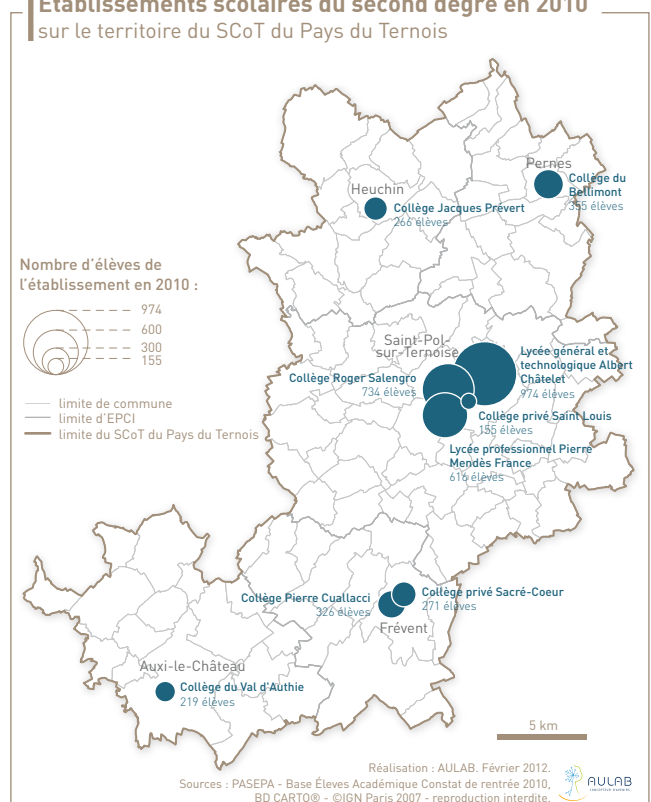 Établissements scolaires du second degré en 2010
sur le territoire du SCoT du Pays du Ternois
Pernes
Collège du
Bellimont
355 élèves
Heuchin
Collège Jacques Prévert
266 élèves
Nombre d'élèves de
l'établissement en 2010 :
974
600
300
155
limite de commune
limite d'EPCI
limite du SCoT du Pays du Ternois
Saint-Pol-
sur-Ternoise
Lycée général et
technologique Albert
Châtelet
974 élèves
Collège Roger Salengro
734 élèves
Collège privé Saint Louis
155 élèves
Lycée professionnel Pierre
Mendès France
616 élèves
Collège Pierre Cuallacci
326 élèves
Collège privé Sacré-Coeur
271 élèves
Frévent
Auxi-le-Château
Collège du Val d'Authie
219 élèves
5 km
Réalisation : AULAB. Février 2012.
Sources : PASEPA - Base Éleves Académique Constat de rentrée 2010,
BD CARTO® - ©IGN Paris 2007 - reproduction interdite.
AULAB